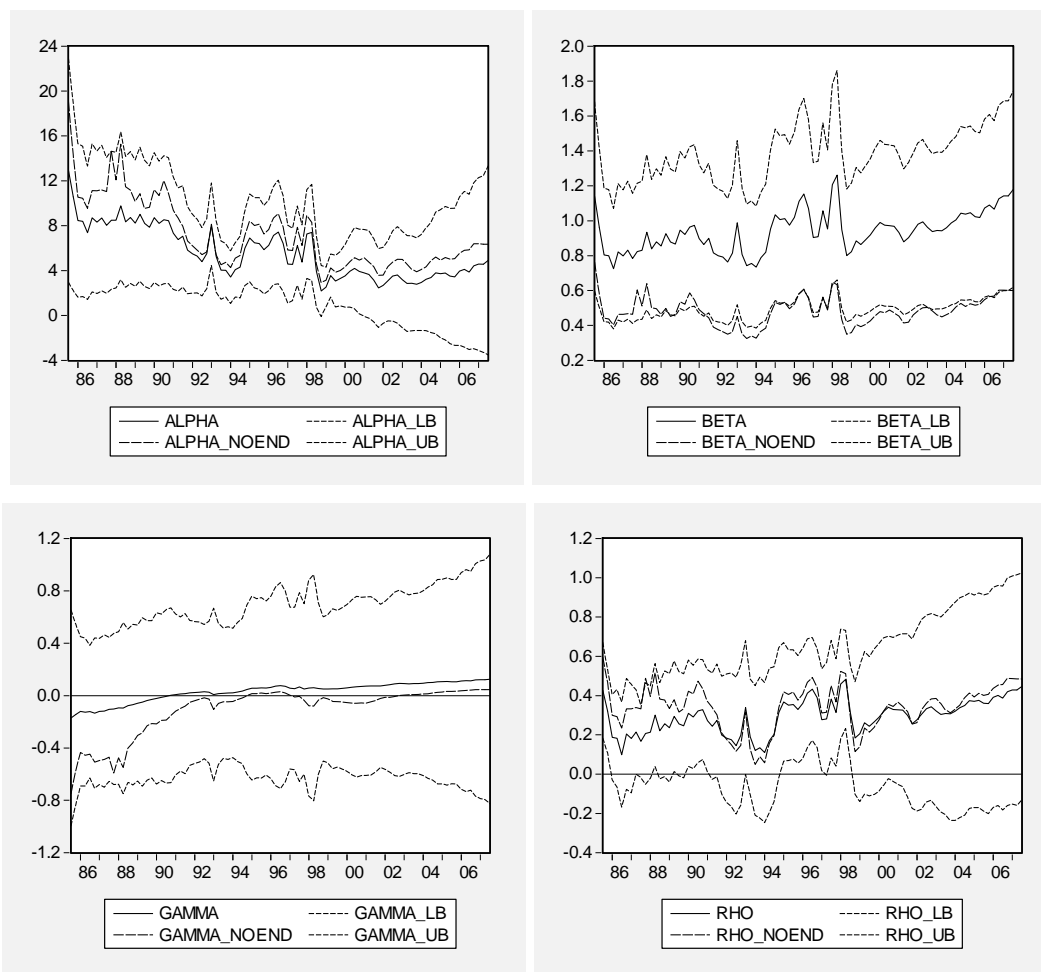 24
20
16
12
8
4
0
-4
86 88 90 92 94 96 98 00 02 04 06
ALPHA ALPHA_LB
ALPHA_NOEND ALPHA_UB
2.0
1.8
1.6
1.4
1.2
1.0
0.8
0.6
0.4
0.2
86 88 90 92 94 96 98 00 02 04 06
BETA BETA_LB
BETA_NOEND BETA_UB
1.2
0.8
0.4
0.0
-0.4
-0.8
-1.2
86 88 90 92 94 96 98 00 02 04 06
GAMMA GAMMA_LB
GAMMA_NOEND GAMMA_UB
1.2
1.0
0.8
0.6
0.4
0.2
0.0
-0.2
-0.4
86 88 90 92 94 96 98 00 02 04 06
RHO RHO_LB
RHO_NOEND RHO_UB